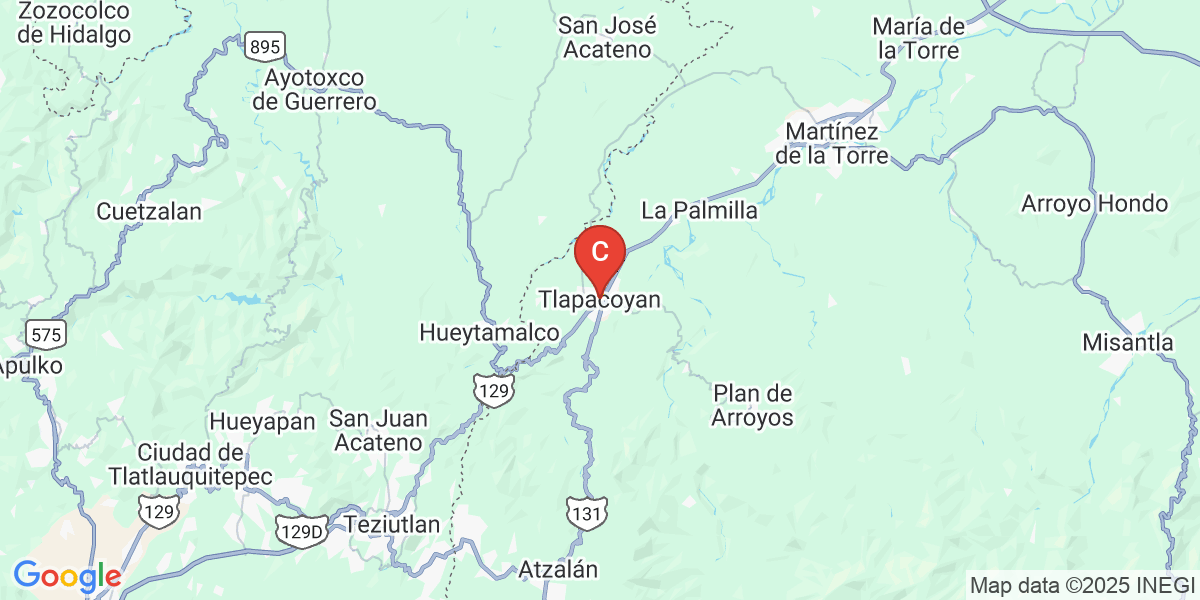 Zozocolco
de Hidalgo
895
Ayotoxco
de Guerrero
San José
Acateno
María de
la Torre
Martínez
de la Torre
Cuetzalan
La Palmilla
Arroyo Hondo
C
Tlapacoyan
575
Apulko
Hueytamalco
129
Misantla
Plan de
Arroyos
Hueyapan
San Juan
Acateno
Ciudad de
Tlatlauquitepec
129
129D
Teziutlan
131
Atzalán
Google
Map data ©2025 INEGI